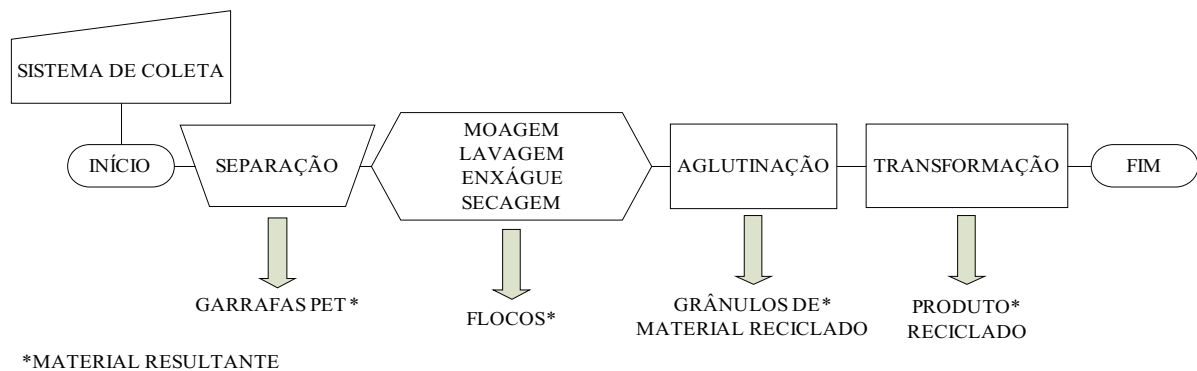 SISTEMA DE COLETA
INÍCIO
SEPARAÇÃO
MOAGEM
LAVAGEM
ENXÁGUE
SECAGEM
AGLUTINAÇÃO
TRANSFORMAÇÃO
FIM
GARRAFAS PET*
FLOCOS*
GRÂNULOS DE*
MATERIAL RECICLADO
PRODUTO*
RECICLADO
*MATERIAL RESULTANTE